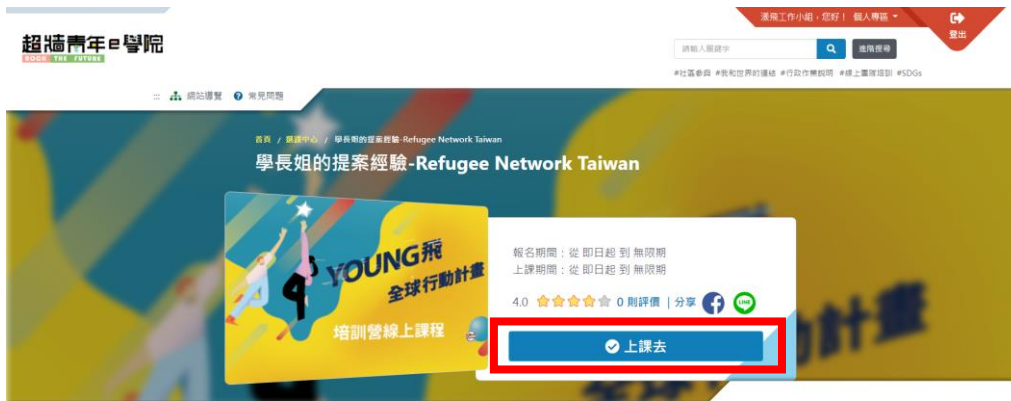 漾飛工作小組，您好！ 個人專區
登出
超牆青年e學院
BOOK THE FUTURE
請輸入關鍵字
進階搜尋
#社區參與 #我和世界的連結 #行政作業說明 #線上團隊培訓 #SDGs
::: 網站導覽 常見問題
首頁 / 選課中心 / 學長姐的提案經驗-Refugee Network Taiwan
學長姐的提案經驗-Refugee Network Taiwan
YOUNG飛
全球行動計畫
培訓營線上課程
報名期間：從 即日起 到 無限期
上課期間：從 即日起 到 無限期
4.0 0 則評價 | 分享
LINE
上課去